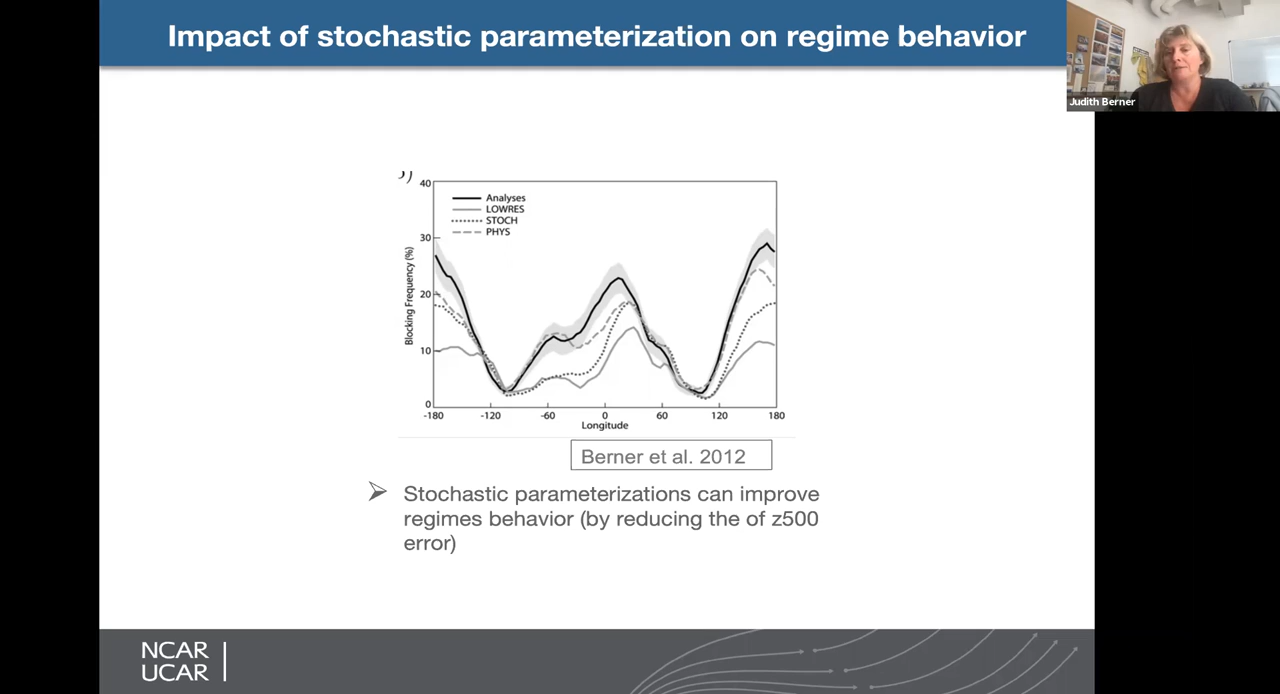 Impact of stochastic parameterization on regime behavior
Judith Berner
40
30
20
10
0
Blocking Frequency (%)
Analyses
LOWRES
STOCH
PHYS
-180 -120 -60 0 60 120 180
Longitude
Berner et al. 2012
Stochastic parameterizations can improve
regimes behavior (by reducing the of z500
error)
NCAR
UCAR